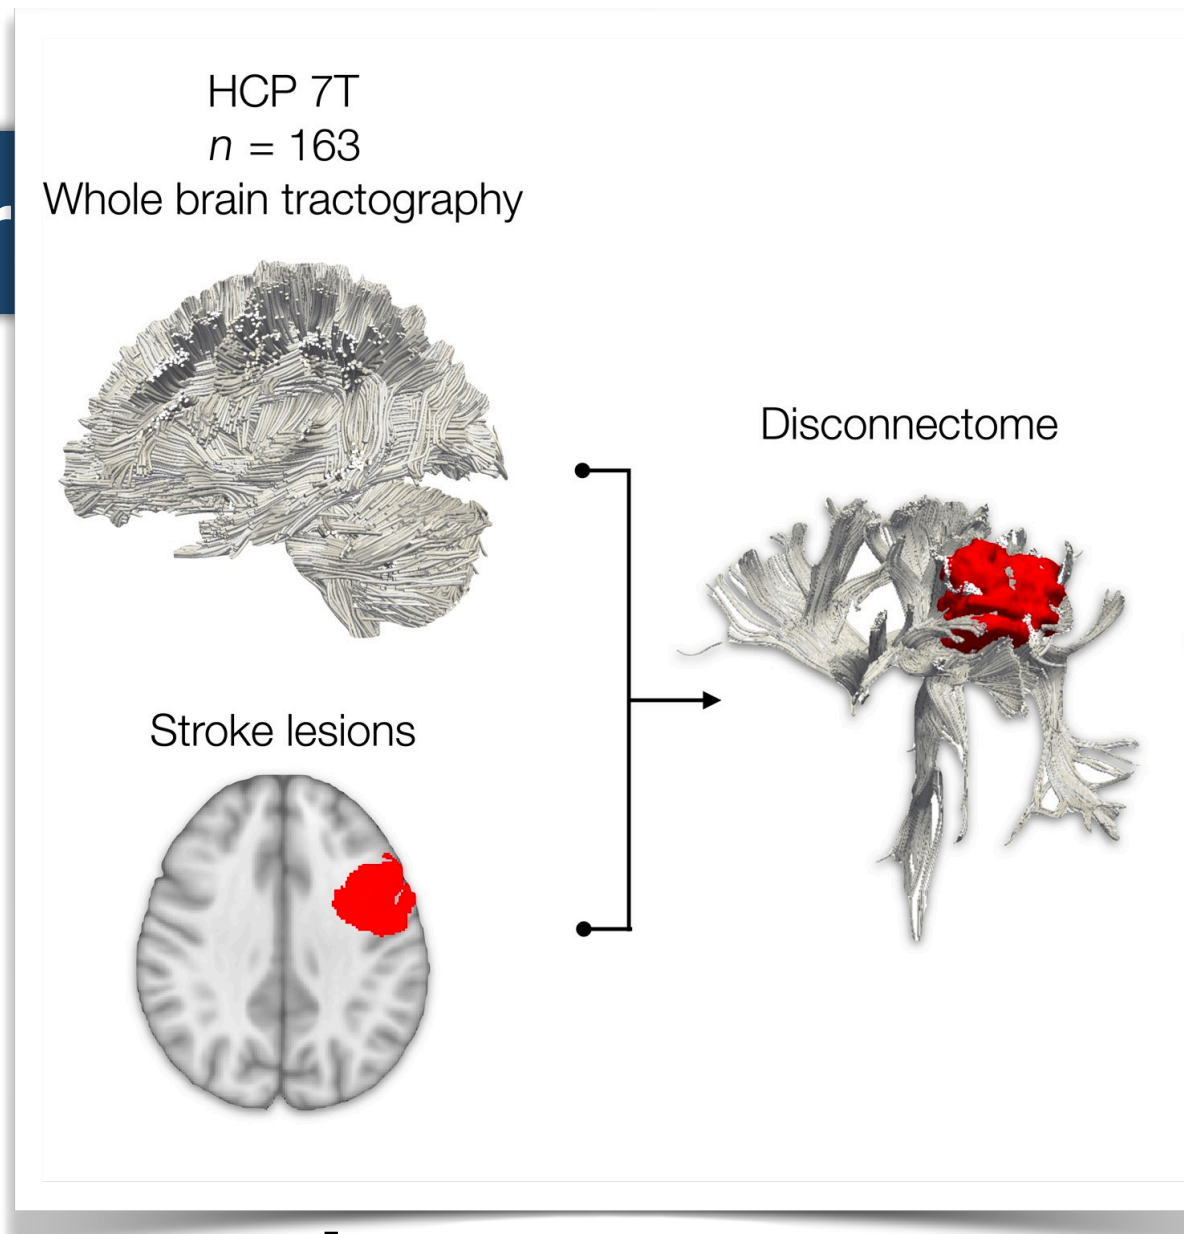 HCP 7T
n = 163
Whole brain tractography
Disconnectome
Stroke lesions